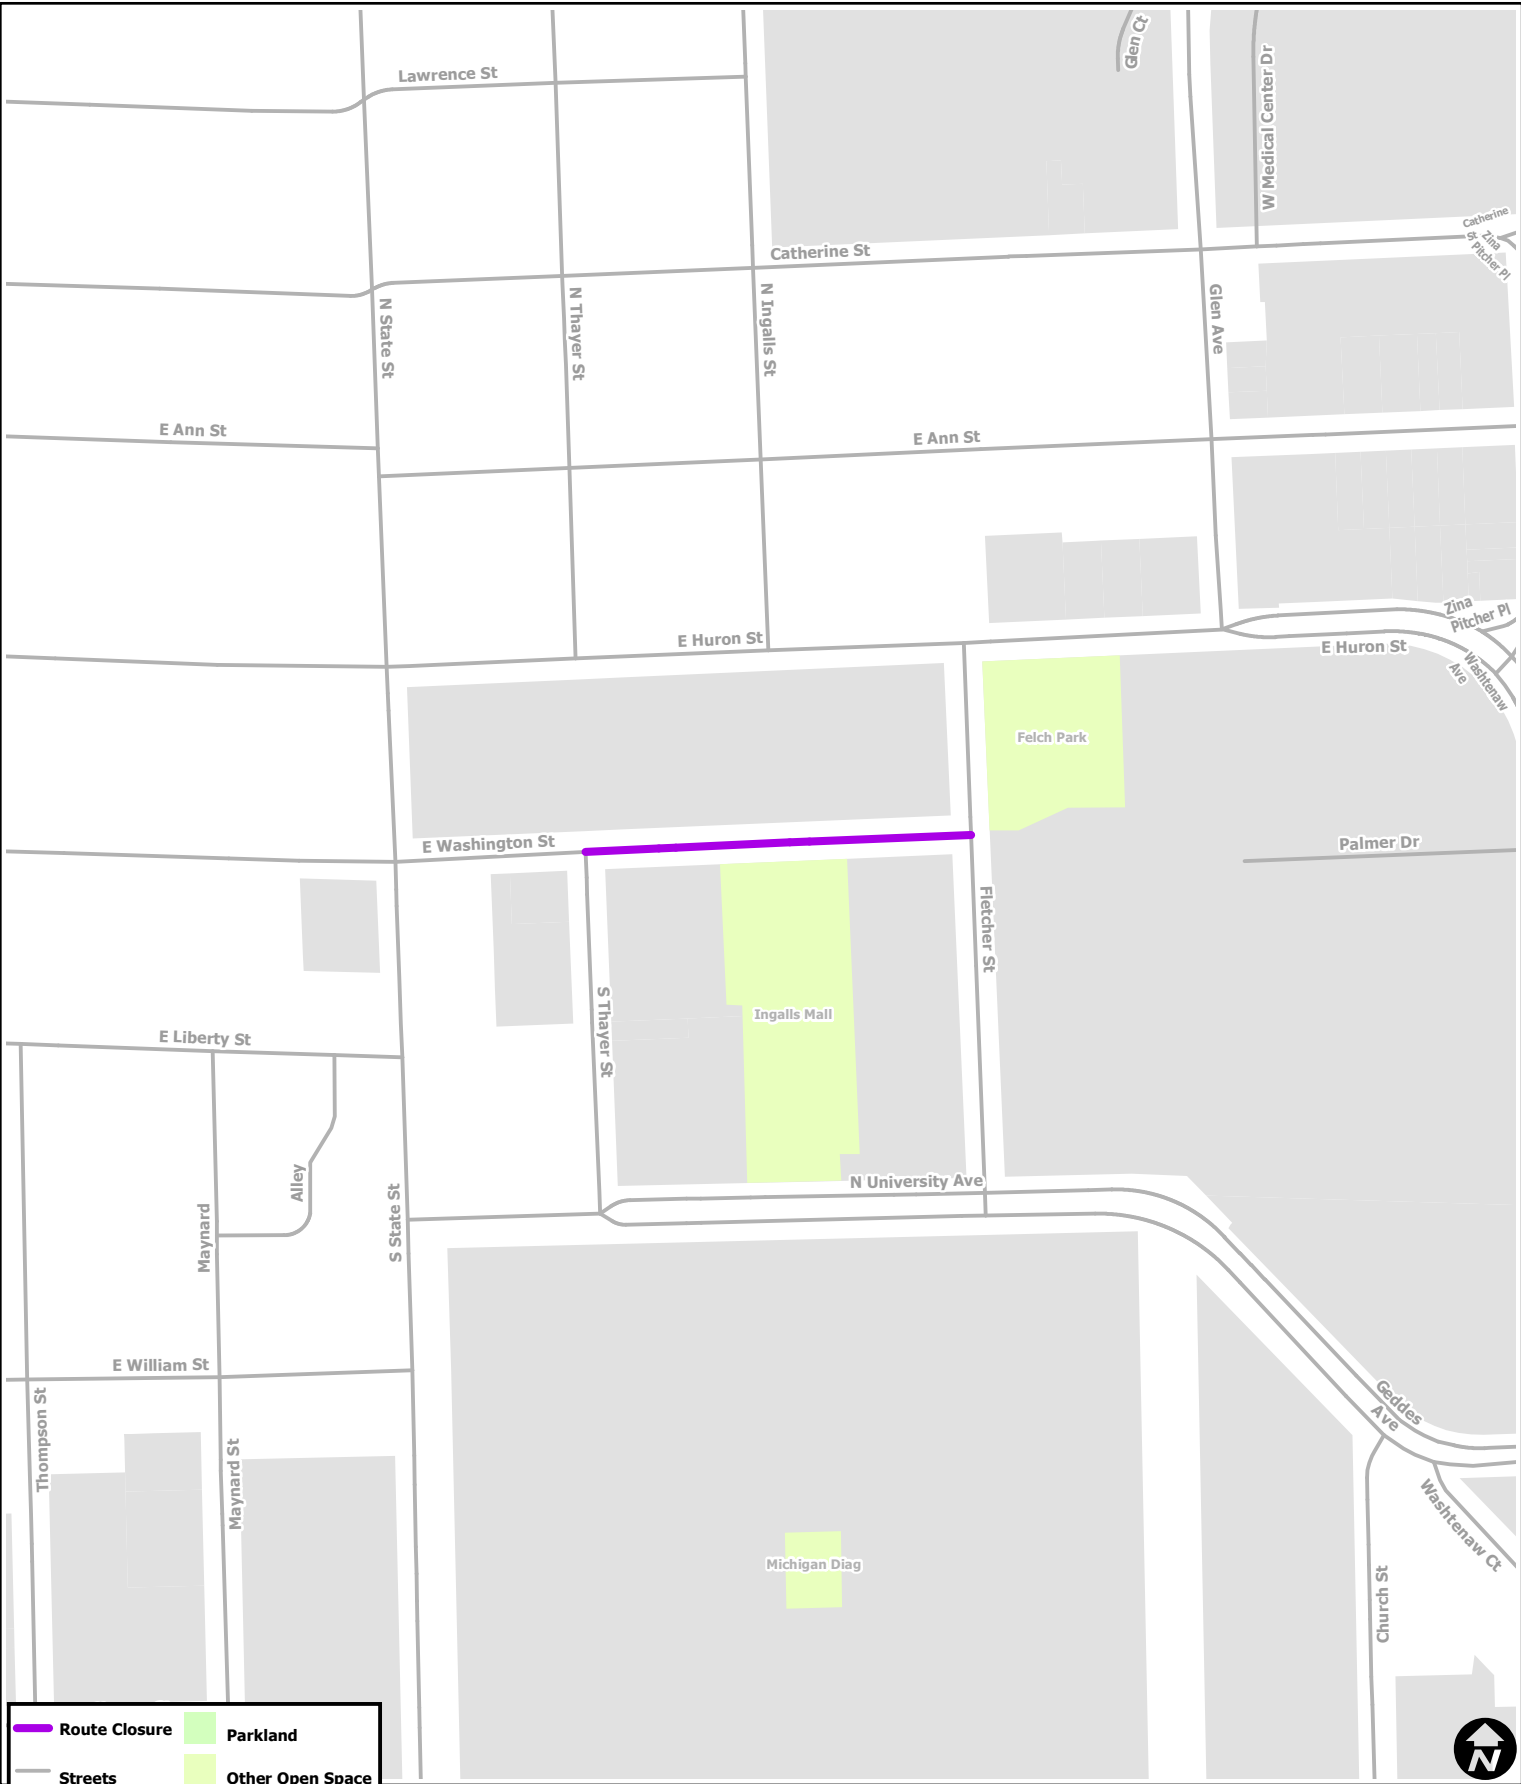 Glen Ct
W Medical Center Dr
Lawrence St
Catherine
St
Zina
Pitcher Pl
Catherine St
N State St
N Thayer St
N Ingalls St
Glen Ave
E Ann St
E Ann St
Zina
Pitcher Pl
E Huron St
E Huron St
Washtenaw
Ave
Felch Park
E Washington St
Palmer Dr
Fletcher St
S Thayer St
Ingalls Mall
E Liberty St
Alley
Maynard
S State St
N University Ave
E William St
Thompson St
Maynard St
Geddes
Ave
Washtenaw Ct
Michigan Diag
Church St
Route Closure
Parkland
Streets
Other Open Space
N